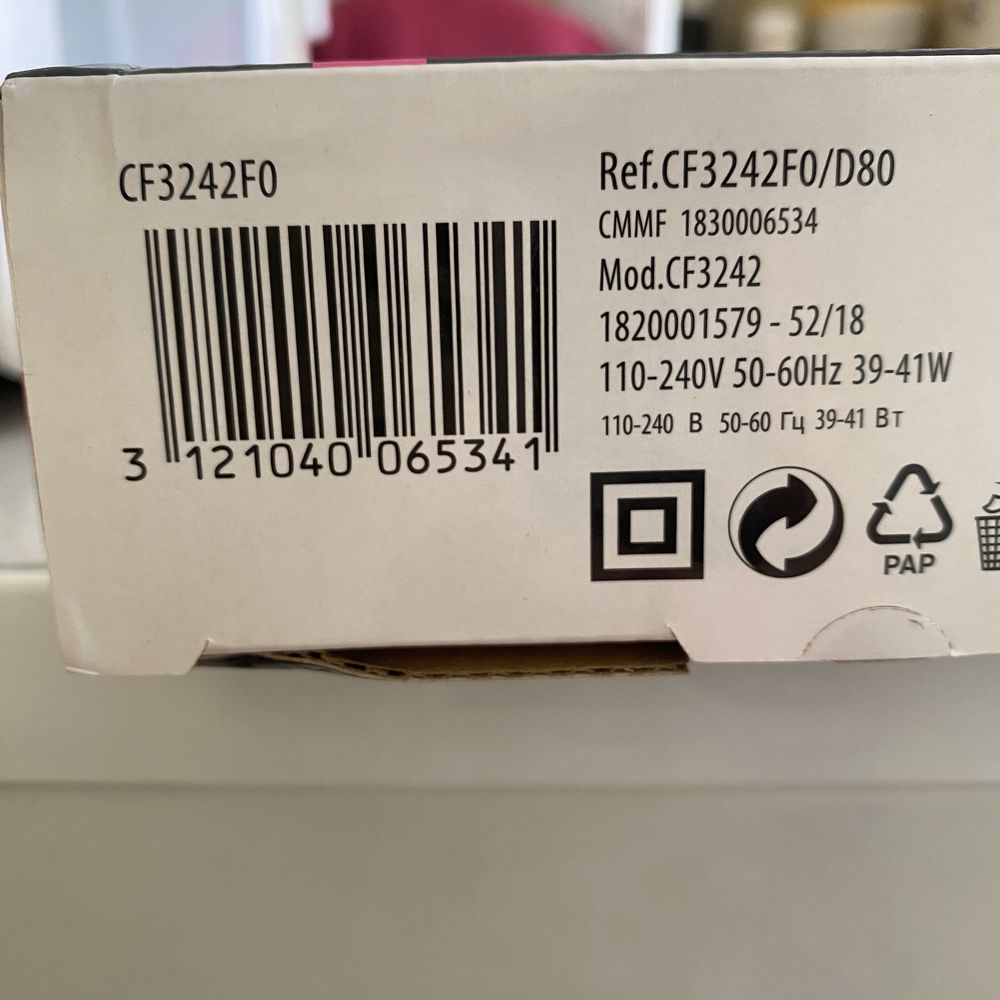 CF3242F0
3 121040 065341
Ref.CF3242F0/D80
CMMF 1830006534
Mod.CF3242
1820001579 - 52/18
110-240V 50-60Hz 39-41W
110-240 В 50-60 Гц 39-41 Вт
PAP